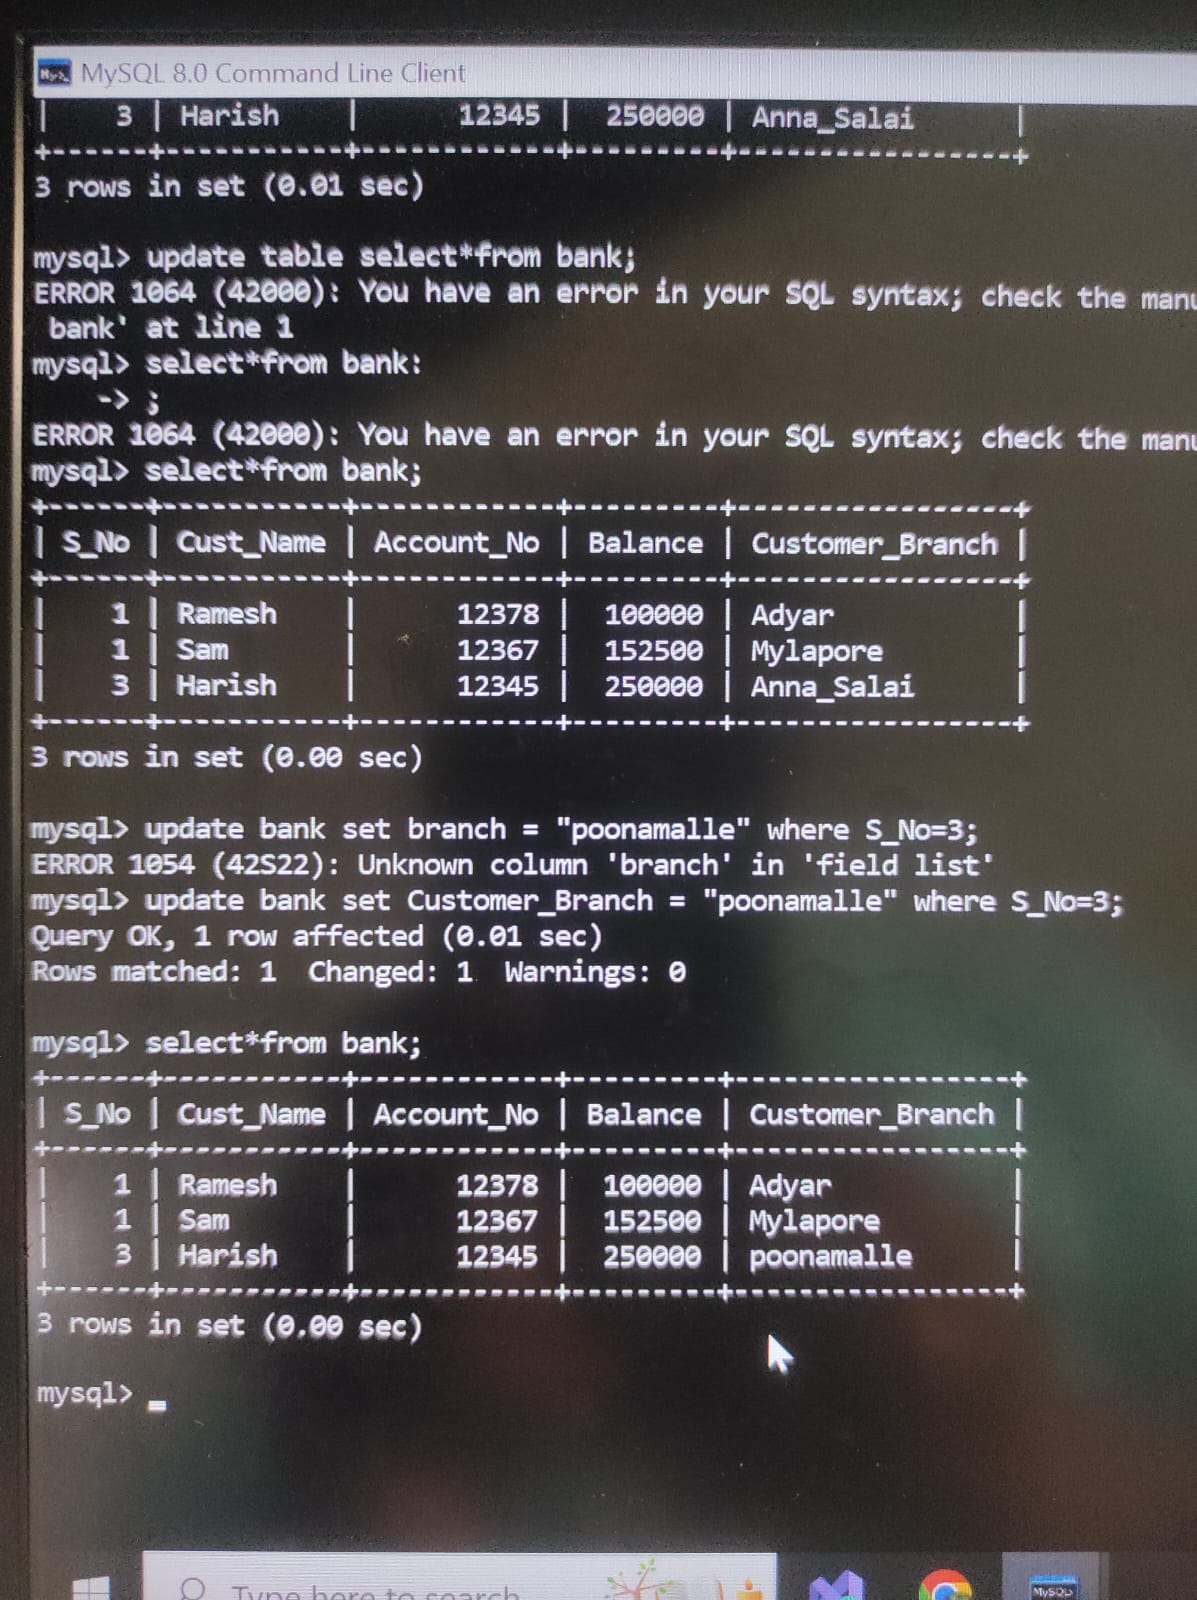 MySQL 8.0 Command Line Client
|    3 | Harish    |       12345 |  250000 | Anna_Salai      |
+------+-----------+-------------+---------+-----------------+
3 rows in set (0.01 sec)
mysql> update table select*from bank;
ERROR 1064 (42000): You have an error in your SQL syntax; check the manu
bank' at line 1
mysql> select*from bank:
    -> ;
ERROR 1064 (42000): You have an error in your SQL syntax; check the manu
mysql> select*from bank;
+------+-----------+-------------+---------+-----------------+
| S_No | Cust_Name | Account_No | Balance | Customer_Branch |
+------+-----------+-------------+---------+-----------------+
|    1 | Ramesh    |       12378 |  100000 | Adyar           |
|    1 | Sam       |       12367 |  152500 | Mylapore        |
|    3 | Harish    |       12345 |  250000 | Anna_Salai      |
+------+-----------+-------------+---------+-----------------+
3 rows in set (0.00 sec)
mysql> update bank set branch = "poonamalle" where S_No=3;
ERROR 1054 (42S22): Unknown column 'branch' in 'field list'
mysql> update bank set Customer_Branch = "poonamalle" where S_No=3;
Query OK, 1 row affected (0.01 sec)
Rows matched: 1  Changed: 1  Warnings: 0
mysql> select*from bank;
+------+-----------+-------------+---------+-----------------+
| S_No | Cust_Name | Account_No | Balance | Customer_Branch |
+------+-----------+-------------+---------+-----------------+
|    1 | Ramesh    |       12378 |  100000 | Adyar           |
|    1 | Sam       |       12367 |  152500 | Mylapore        |
|    3 | Harish    |       12345 |  250000 | poonamalle      |
+------+-----------+-------------+---------+-----------------+
3 rows in set (0.00 sec)
mysql>
Type here to search
MySQL